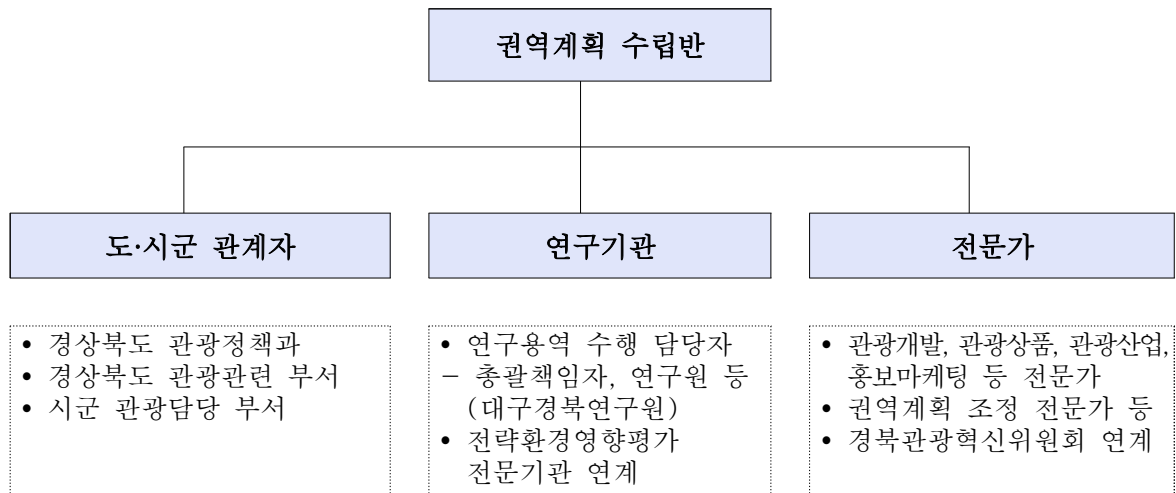 권역계획 수립반
도·시군 관계자
연구기관
전문가
• 경상북도 관광정책과
• 경상북도 관광관련 부서
• 시군 관광담당 부서
• 연구용역 수행 담당자
- 총괄책임자, 연구원 등
(대구경북연구원)
• 전략환경영향평가
전문기관 연계
• 관광개발, 관광상품, 관광산업,
홍보마케팅 등 전문가
• 권역계획 조정 전문가 등
• 경북관광혁신위원회 연계